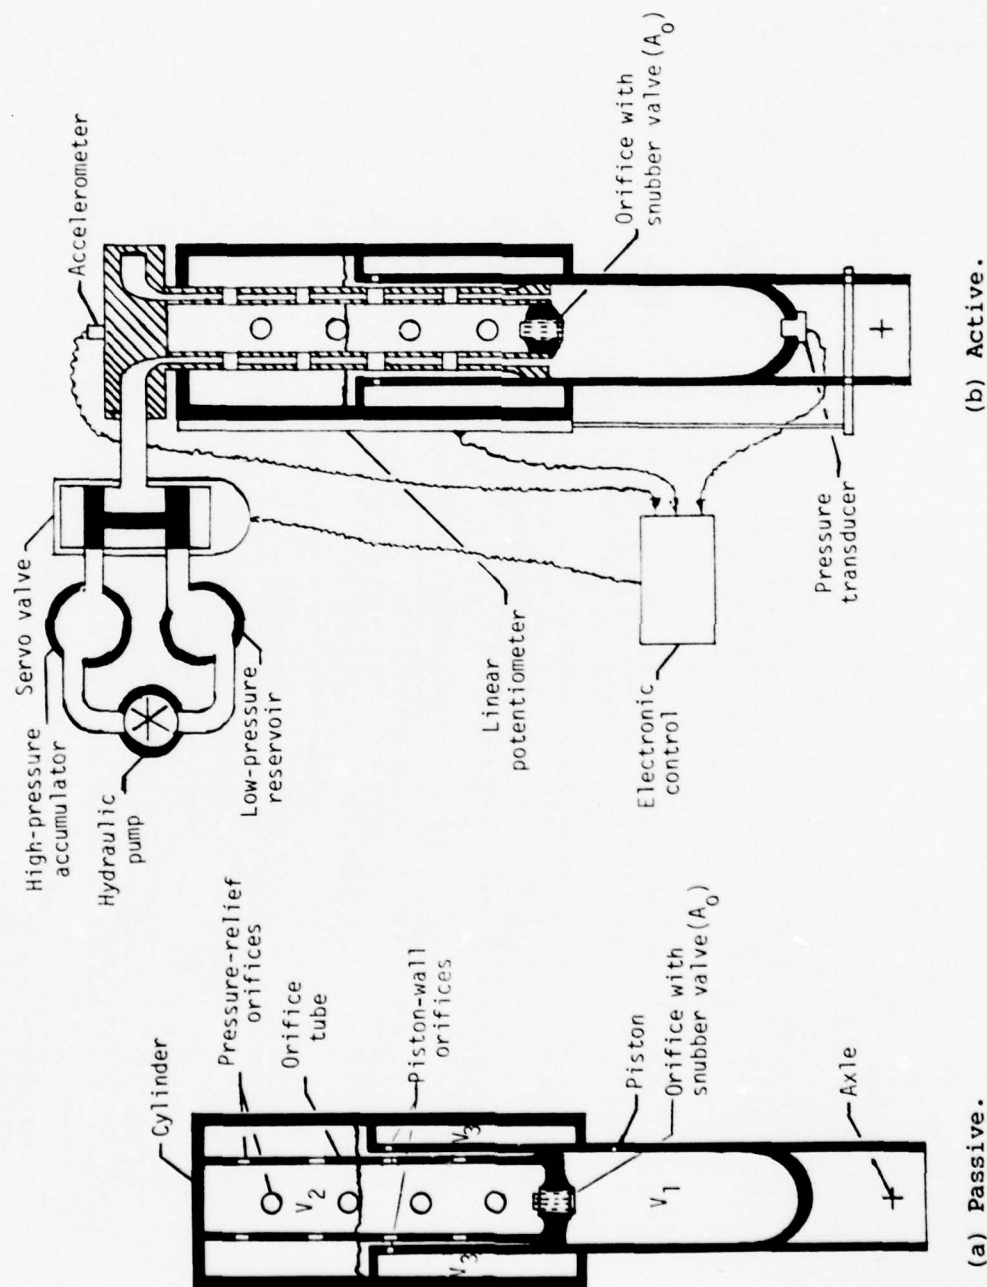 Cylinder
Pressure-relief
orifices
Orifice
tube
Piston-wall
orifices
V3
V2
V3
V1
Piston
Orifice with
snubber valve(Ao)
Axle
(a) Passive.
High-pressure
accumulator
Servo valve
Accelerometer
Hydraulic
pump
Low-pressure
reservoir
Linear
potentiometer
Electronic
control
Pressure
transducer
Orifice with
snubber valve(Ao)
(b) Active.